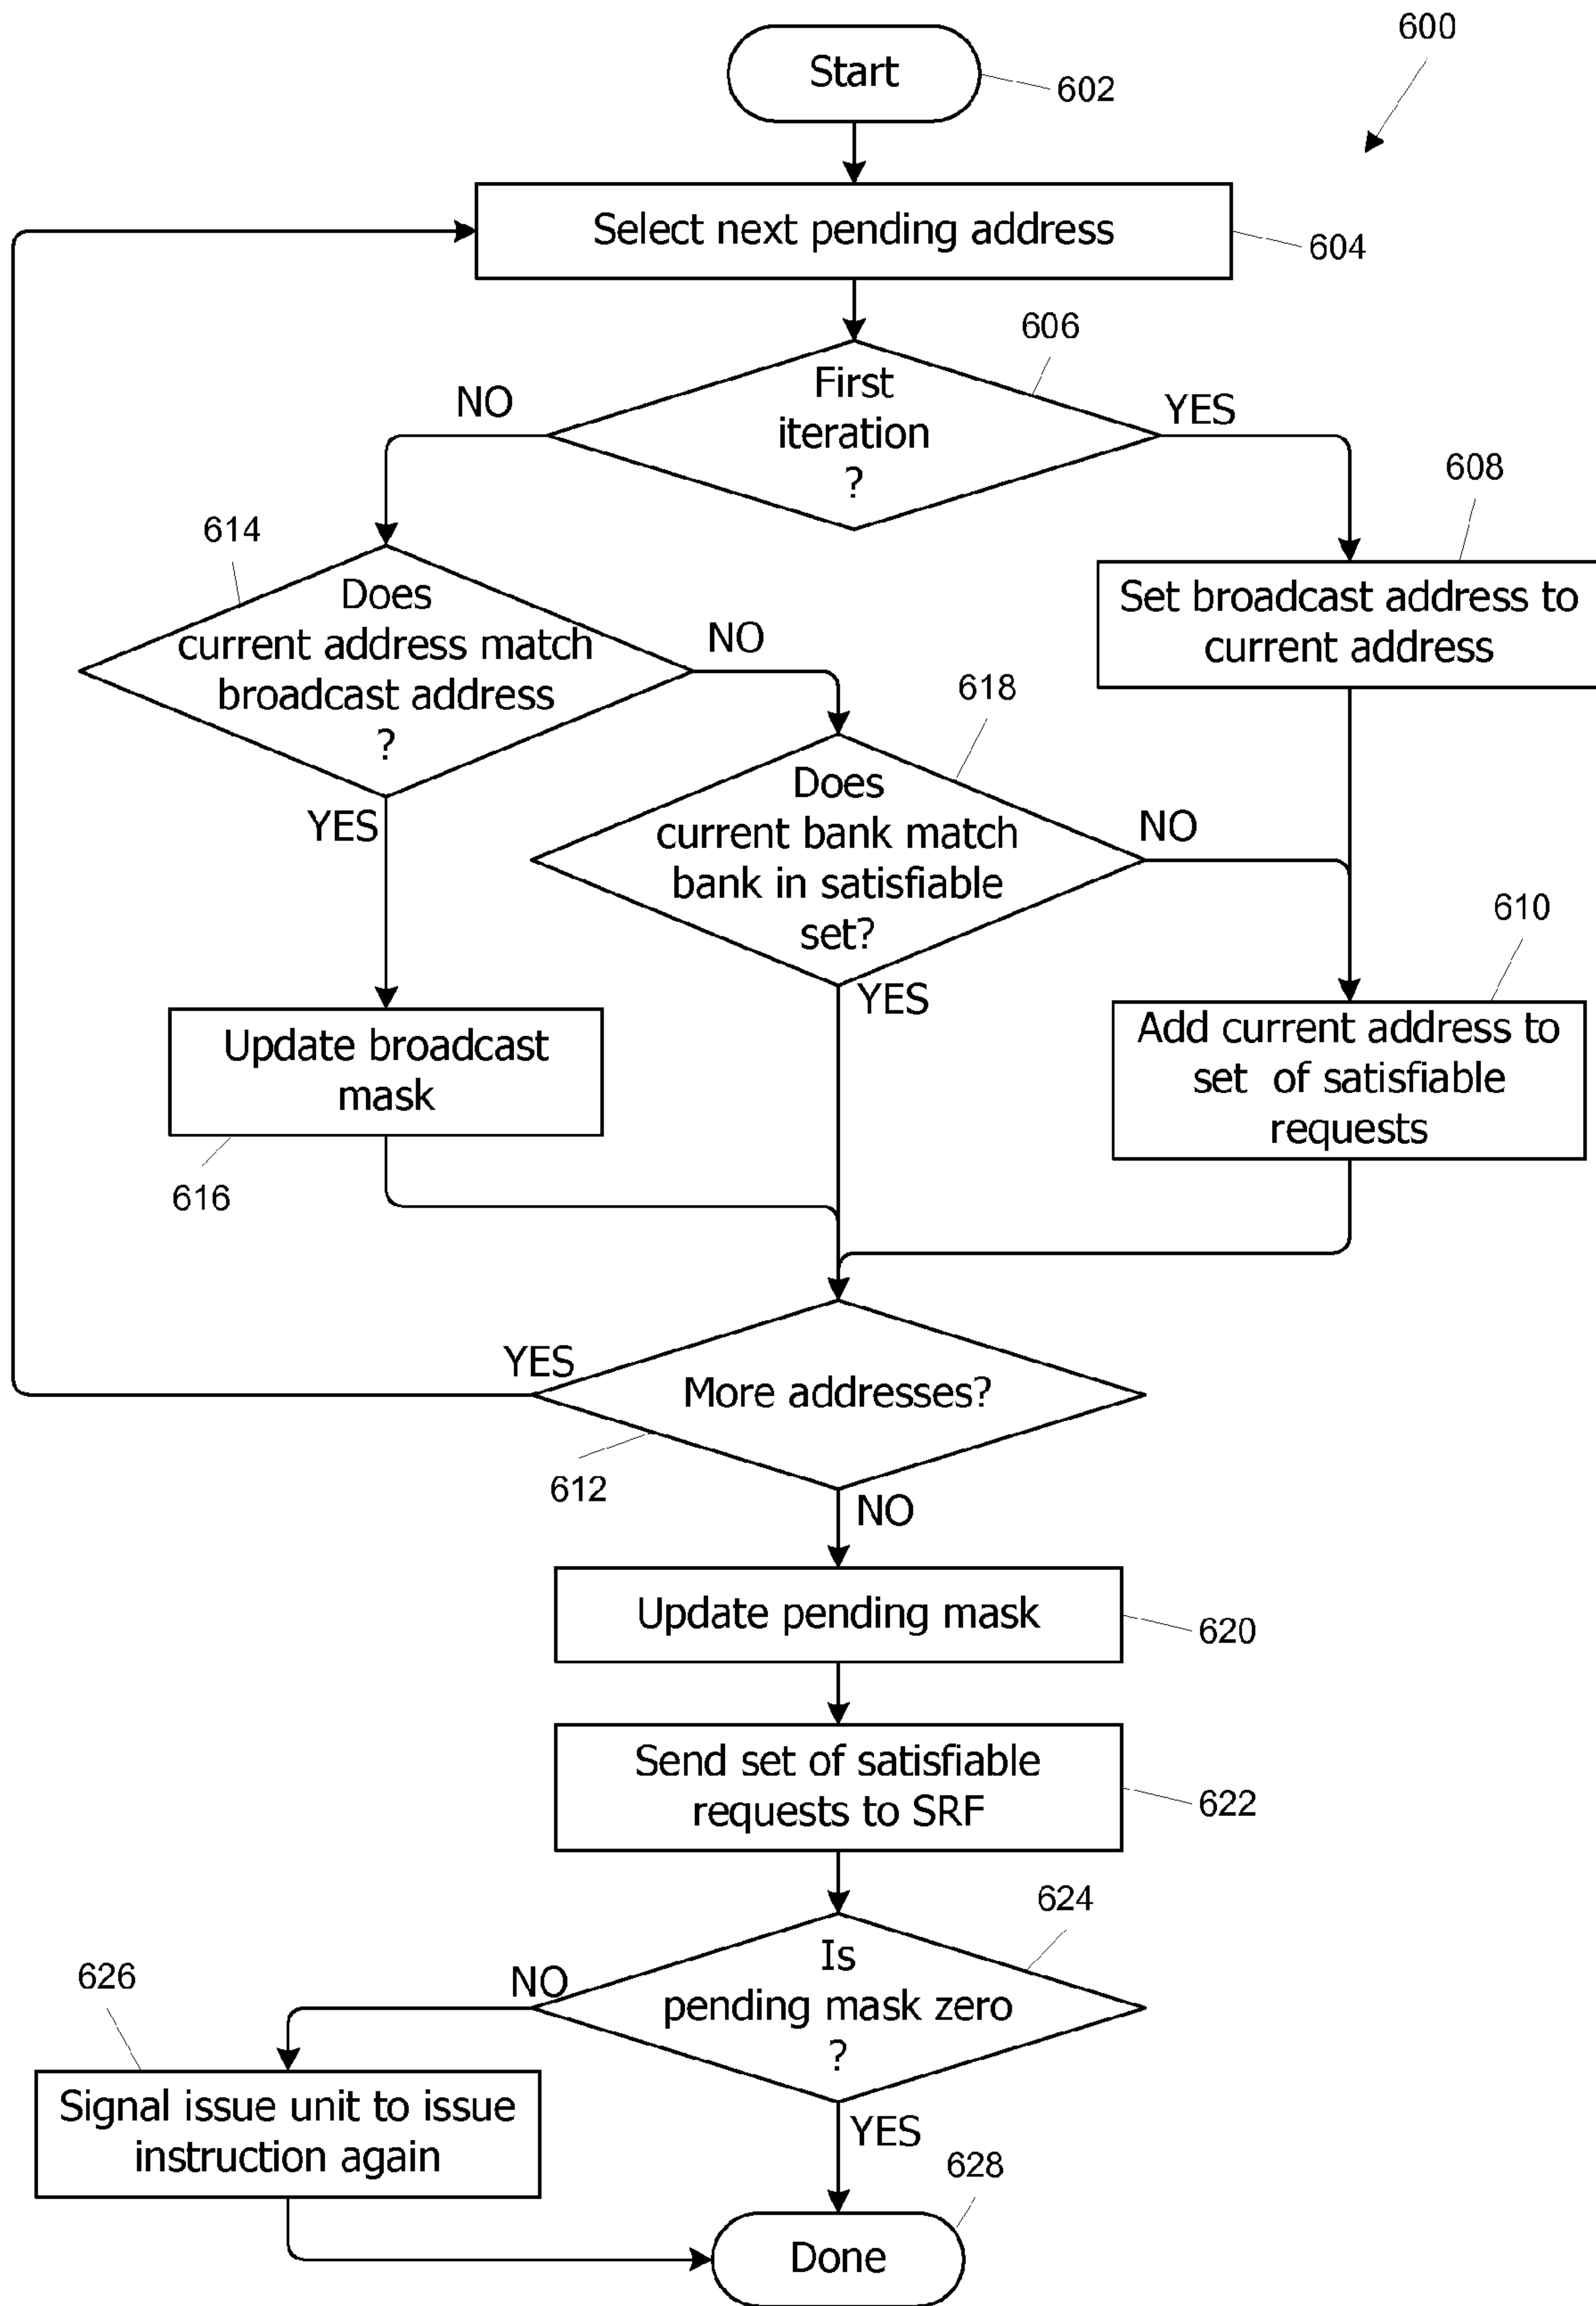 600
Start
602
Select next pending address
604
606
First
iteration
?
NO
YES
608
614
Does
current address match
broadcast address
?
NO
YES
Set broadcast address to
current address
618
Does
current bank match
bank in satisfiable
set?
NO
YES
610
Update broadcast
mask
616
Add current address to
set of satisfiable
requests
YES
More addresses?
612
NO
Update pending mask
620
Send set of satisfiable
requests to SRF
622
624
Is
pending mask zero
?
NO
626
YES
Signal issue unit to issue
instruction again
628
Done